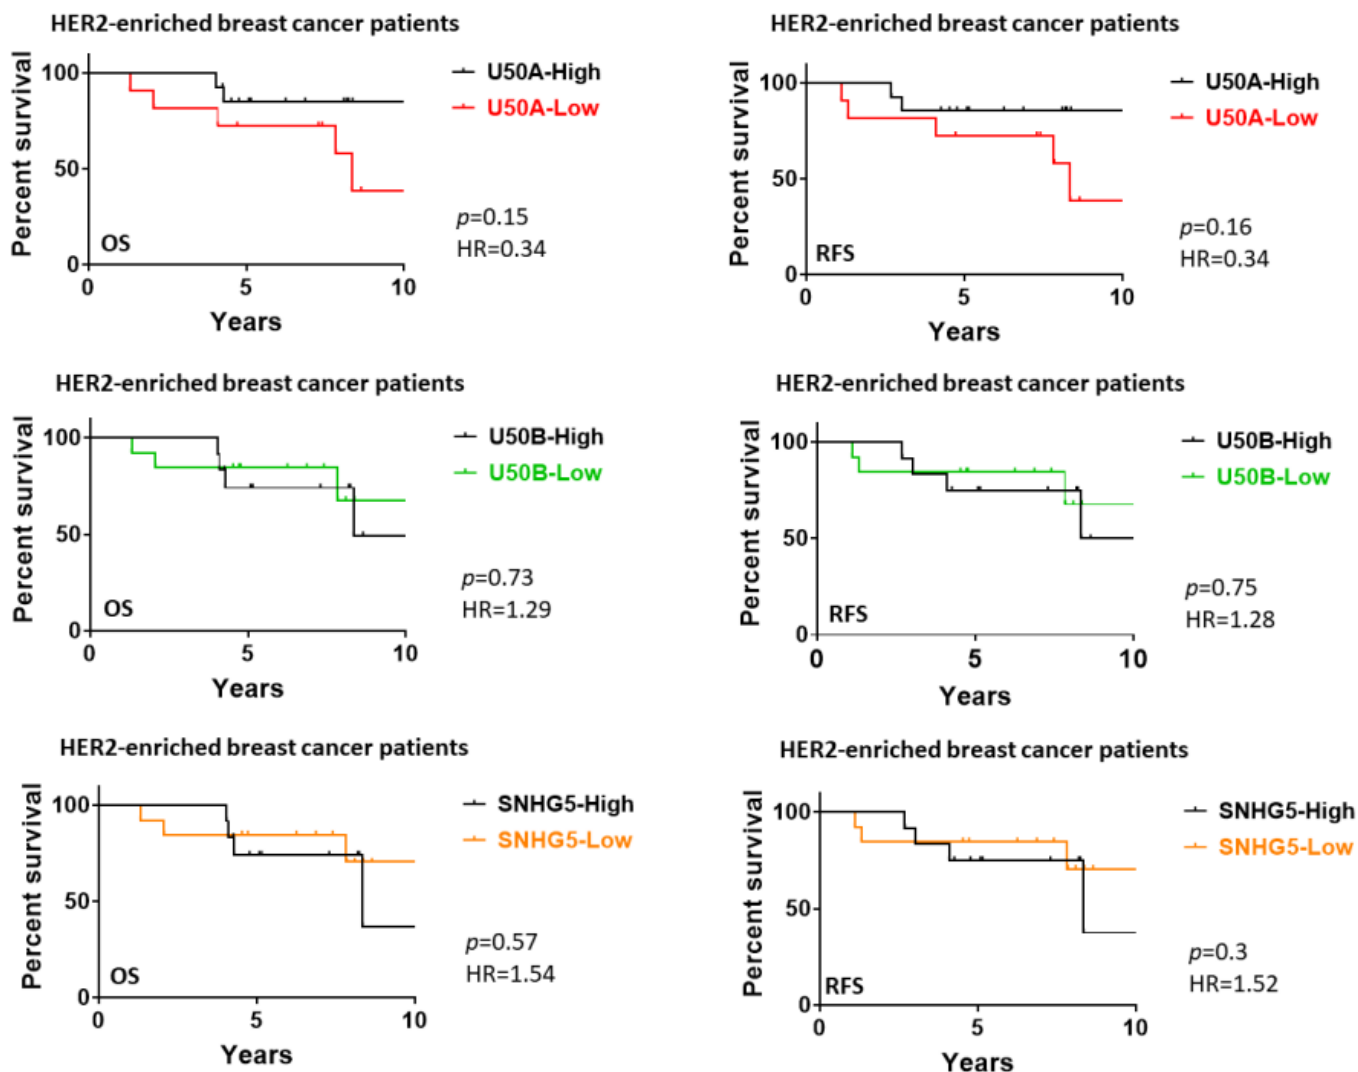 HER2-enriched breast cancer patients
Percent survival
100
50
0
0 5 10
Years
OS
U50A-High
U50A-Low
p=0.15
HR=0.34
HER2-enriched breast cancer patients
Percent survival
100
50
0
0 5 10
Years
RFS
U50A-High
U50A-Low
p=0.16
HR=0.34
HER2-enriched breast cancer patients
Percent survival
100
50
0
0 5 10
Years
OS
U50B-High
U50B-Low
p=0.73
HR=1.29
HER2-enriched breast cancer patients
Percent survival
100
50
0
0 5 10
Years
RFS
U50B-High
U50B-Low
p=0.75
HR=1.28
HER2-enriched breast cancer patients
Percent survival
100
50
0
0 5 10
Years
OS
SNHG5-High
SNHG5-Low
p=0.57
HR=1.54
HER2-enriched breast cancer patients
Percent survival
100
50
0
0 5 10
Years
RFS
SNHG5-High
SNHG5-Low
p=0.3
HR=1.52